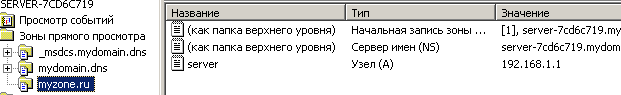 SERVER-7CD6C719
Просмотр событий
Зоны прямого просмотра
_msdcs.mydomain.dns
mydomain.dns
myzone.ru
Название Тип Значение
(как папка верхнего уровня) Начальная запись зоны ... [1], server-7cd6c719.
(как папка верхнего уровня) Сервер имен (NS) server-7cd6c719.mydom
server Узел (A) 192.168.1.1